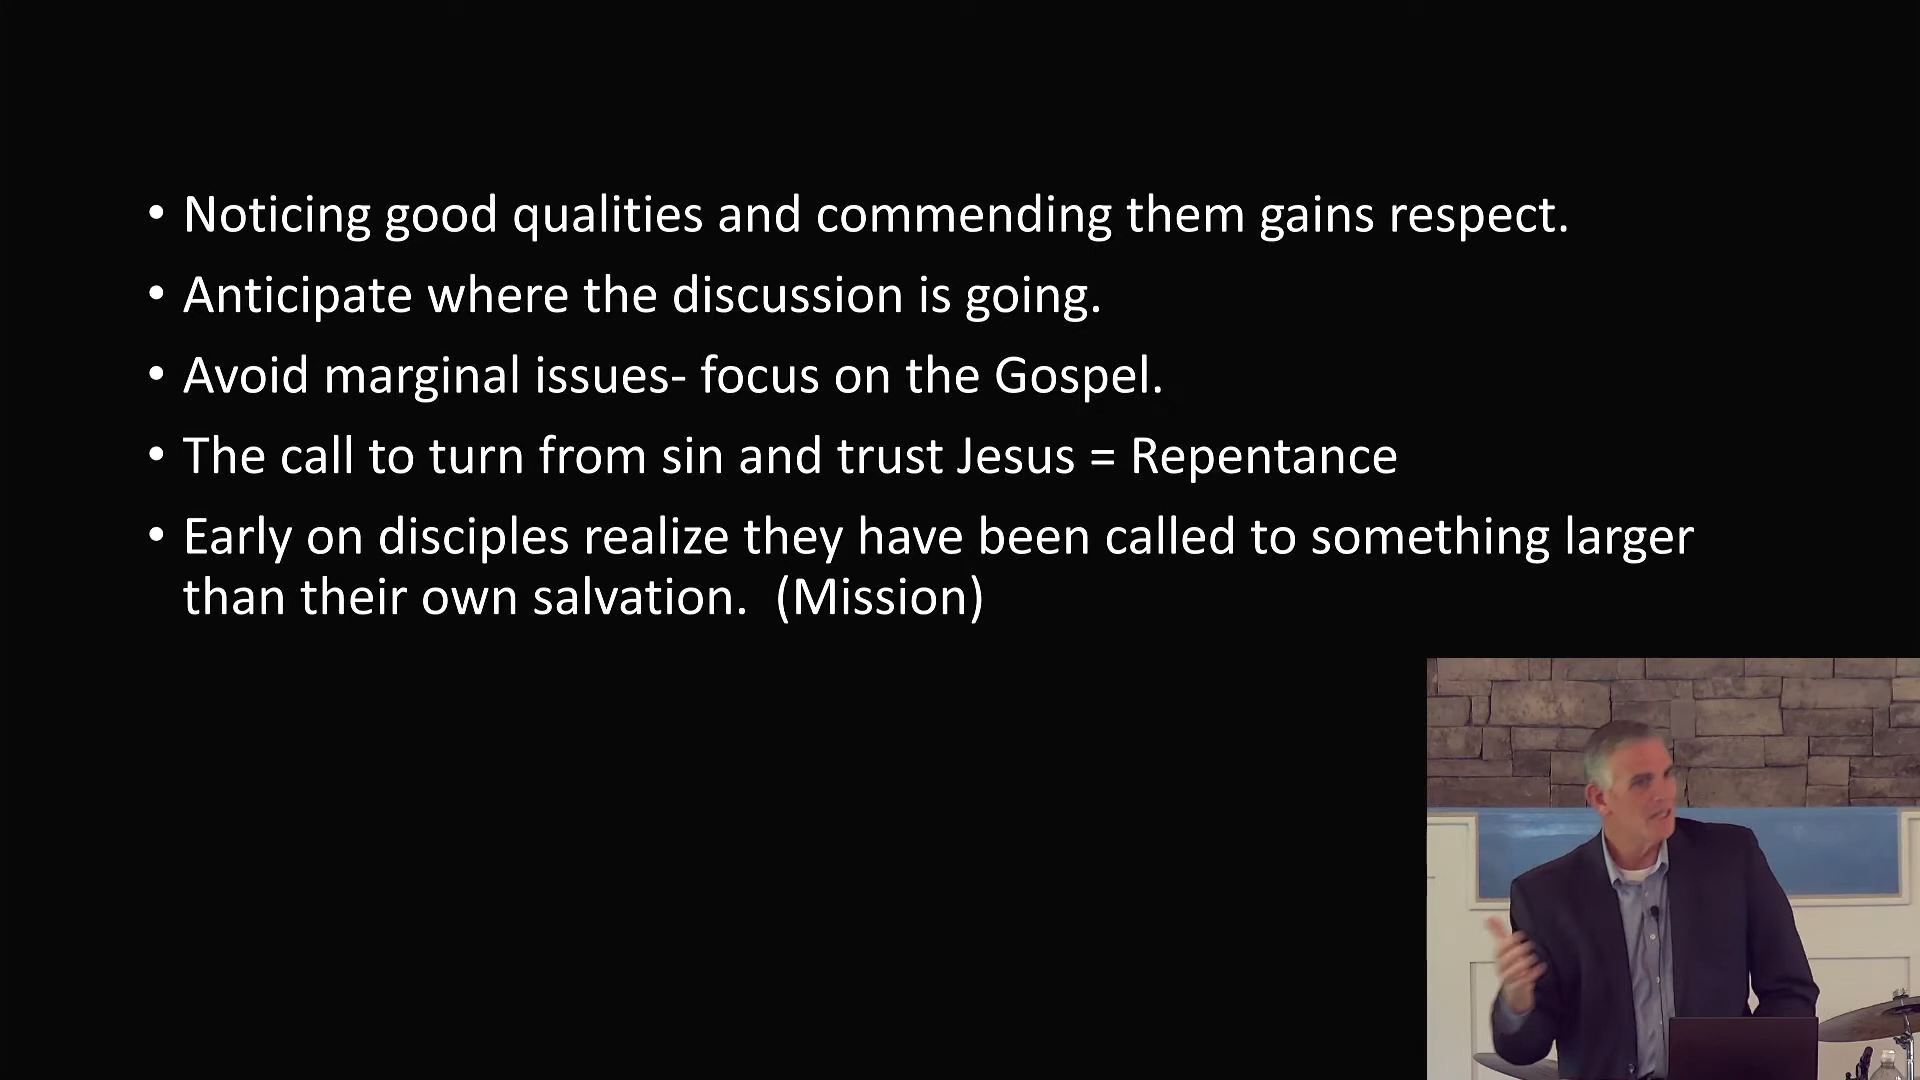 • Noticing good qualities and commending them gains respect.
• Anticipate where the discussion is going.
• Avoid marginal issues- focus on the Gospel.
• The call to turn from sin and trust Jesus = Repentance
• Early on disciples realize they have been called to something larger
than their own salvation.  (Mission)